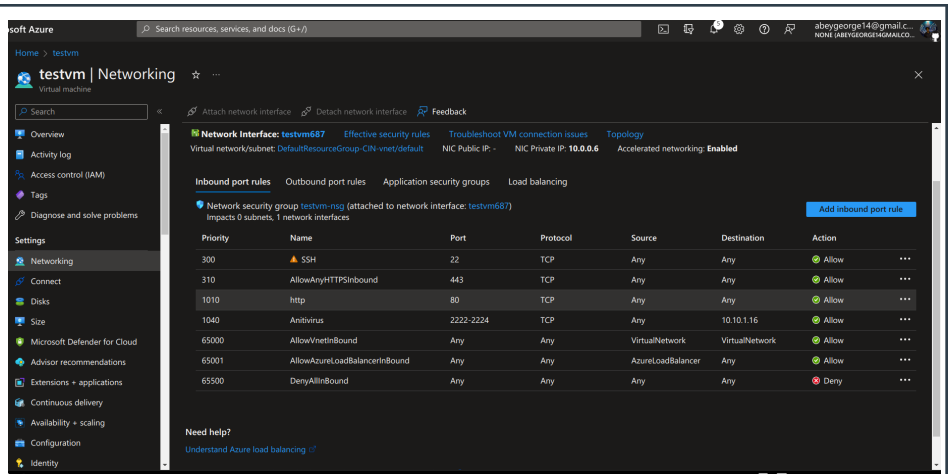 soft Azure
Search resources, services, and docs (G+/)
5
abeygeorge14@gmail.c...
NONE (ABEYGEORGE14GMAILCO...
Home > testvm
testvm | Networking
Virtual machine
Search
Attach network interface Detach network interface Feedback
Overview
Activity log
Access control (IAM)
Tags
Diagnose and solve problems
Settings
Networking
Connect
Disks
Size
Microsoft Defender for Cloud
Advisor recommendations
Extensions + applications
Continuous delivery
Availability + scaling
Configuration
Identity
Network Interface: testvm687 Effective security rules Troubleshoot VM connection issues Topology
Virtual network/subnet: DefaultResourceGroup-CIN-vnet/default NIC Public IP: - NIC Private IP: 10.0.0.6 Accelerated networking: Enabled
Inbound port rules Outbound port rules Application security groups Load balancing
Network security group testvm-nsg (attached to network interface: testvm687)
Impacts 0 subnets, 1 network interfaces
Add inbound port rule
Priority Name Port Protocol Source Destination Action
300 SSH 22 TCP Any Any Allow
310 AllowAnyHTTPSInbound 443 TCP Any Any Allow
1010 http 80 TCP Any Any Allow
1040 Anitivirus 2222-2224 TCP Any 10.10.1.16 Allow
65000 AllowVnetInBound Any Any VirtualNetwork VirtualNetwork Allow
65001 AllowAzureLoadBalancerInBound Any Any AzureLoadBalancer Any Allow
65500 DenyAllInBound Any Any Any Any Deny
Need help?
Understand Azure load balancing